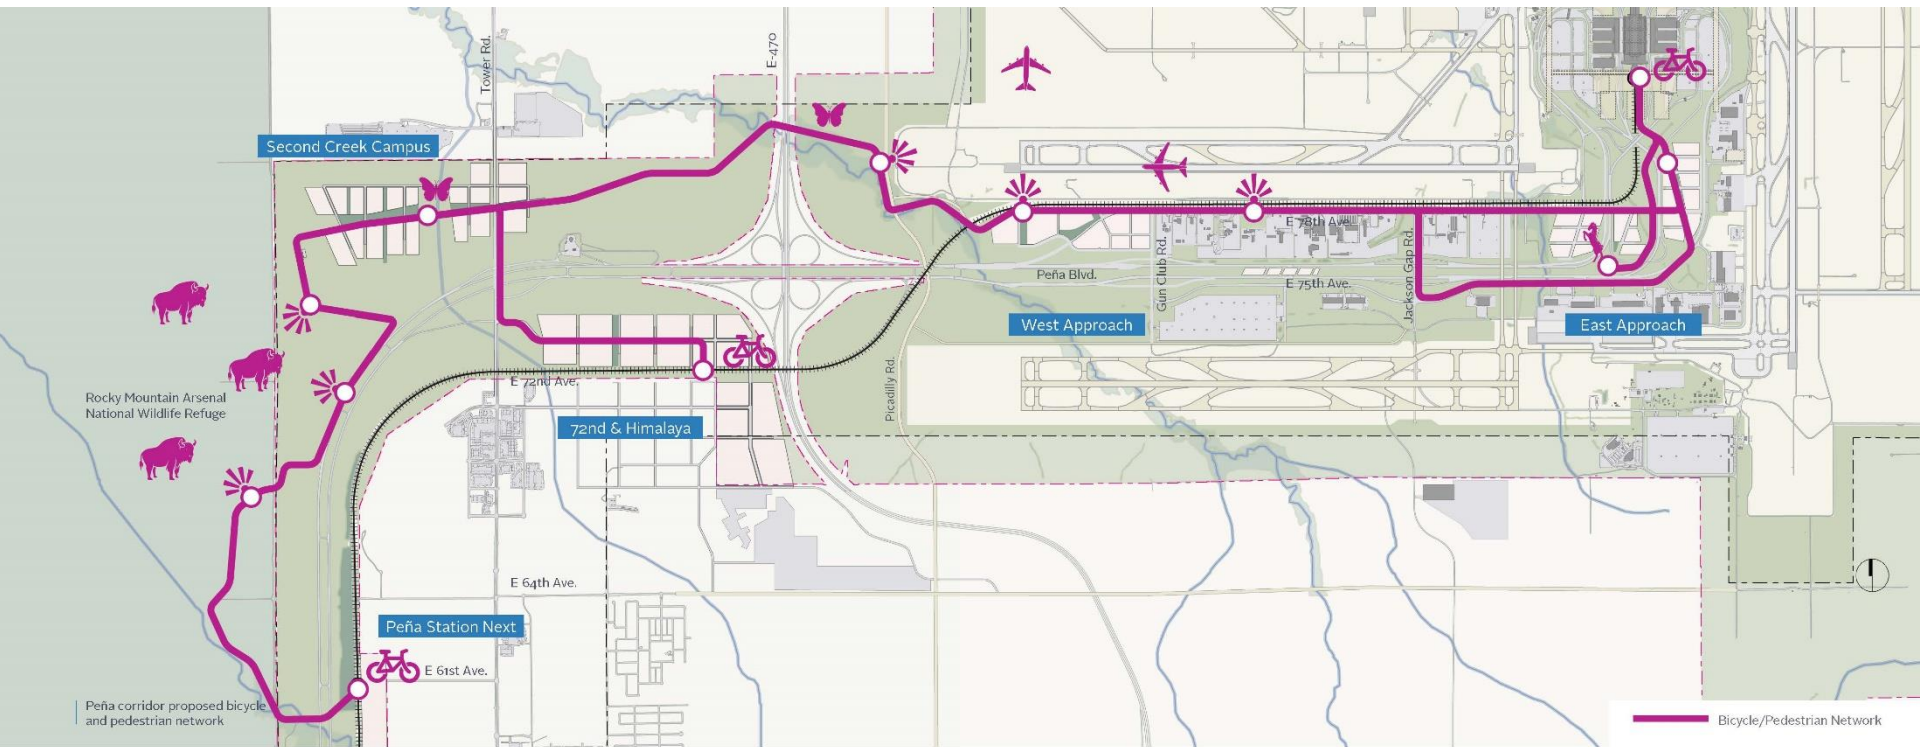 Tower Rd.
E-470
Second Creek Campus
E 78th Ave.
Gun Club Rd.
Jackson Gap Rd.
Peña Blvd.
E 75th Ave.
West Approach
East Approach
Picadilly Rd.
E 72nd Ave.
Rocky Mountain Arsenal
National Wildlife Refuge
72nd & Himalaya
E 64th Ave.
Peña Station Next
E 61st Ave.
Peña corridor proposed bicycle
and pedestrian network
Bicycle/Pedestrian Network